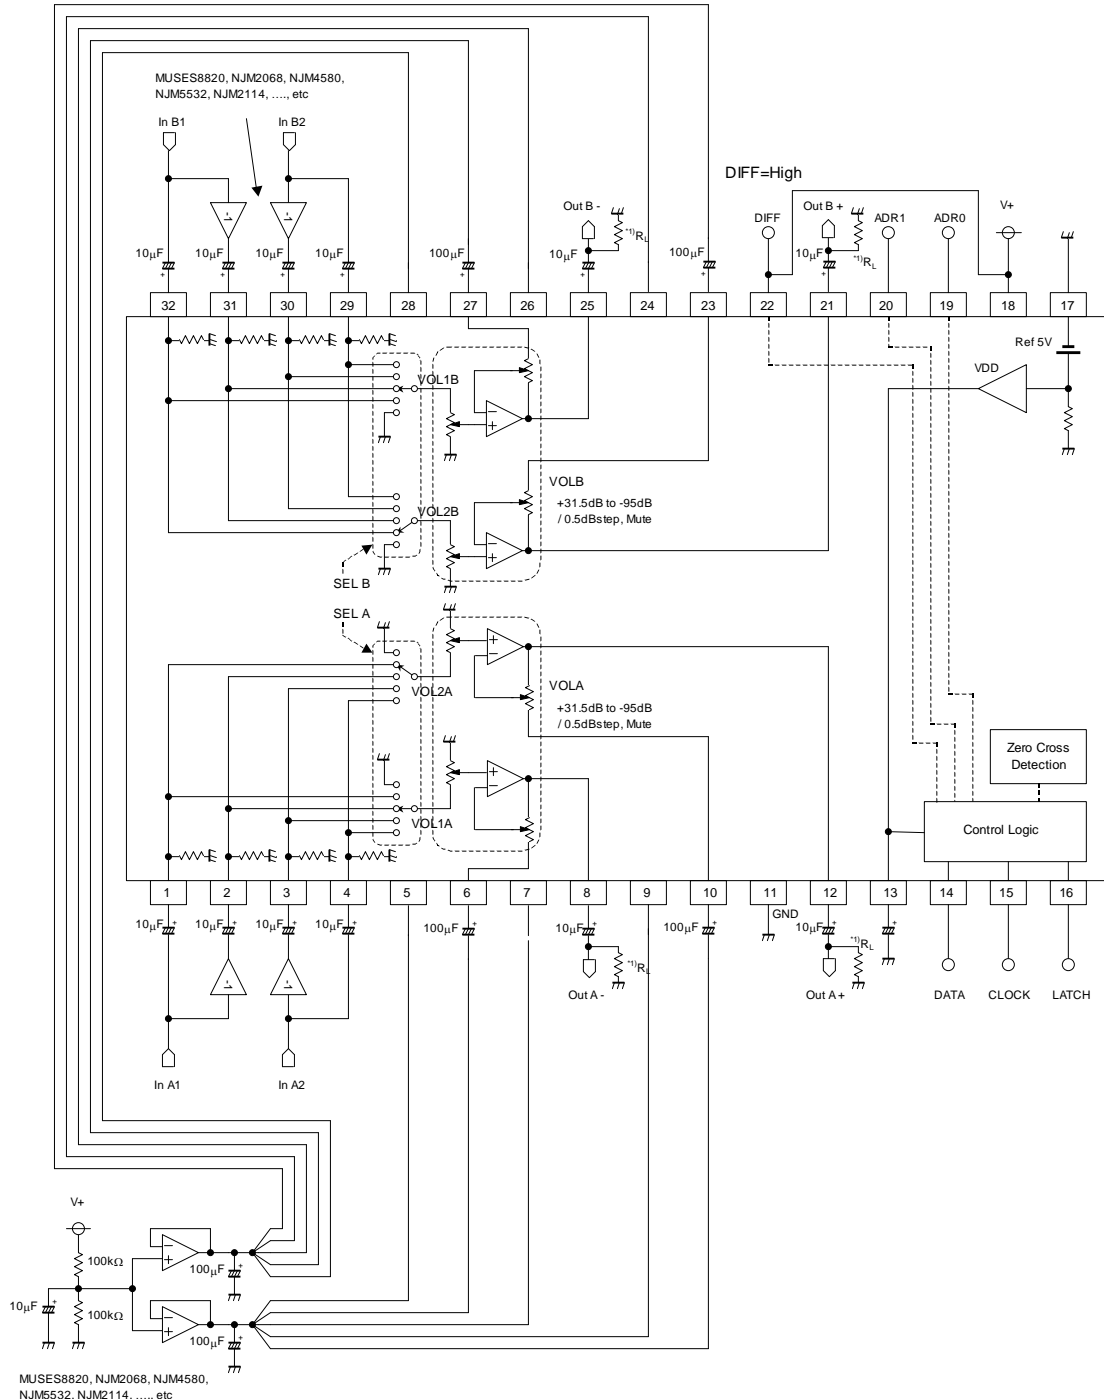 MUSES8820, NJM2068, NJM4580,
NJM5532, NJM2114, …., etc
In B1
In B2
DIFF=High
Out B -
*1)RL
DIFF
Out B +
*1)RL
ADR1
ADR0
V+
10μF
10μF
10μF
10μF
100μF
10μF
100μF
10μF
32
31
30
29
28
27
26
25
24
23
22
21
20
19
18
17
Ref 5V
VDD
VOL1B
VOLB
+31.5dB to -95dB
/ 0.5dBstep, Mute
VOL2B
SEL B
SEL A
VOL2A
VOLA
+31.5dB to -95dB
/ 0.5dBstep, Mute
Zero Cross
Detection
VOL1A
Control Logic
1
2
3
4
5
6
7
8
9
10
11
12
13
14
15
16
GND
10μF
10μF
10μF
10μF
100μF
10μF
100μF
10μF
*1)RL
*1)RL
Out A -
Out A +
DATA
CLOCK
LATCH
-1
-1
-1
-1
In A1
In A2
V+
100kΩ
100μF
10μF
100kΩ
100μF
MUSES8820, NJM2068, NJM4580,
NJM5532, NJM2114, …., etc